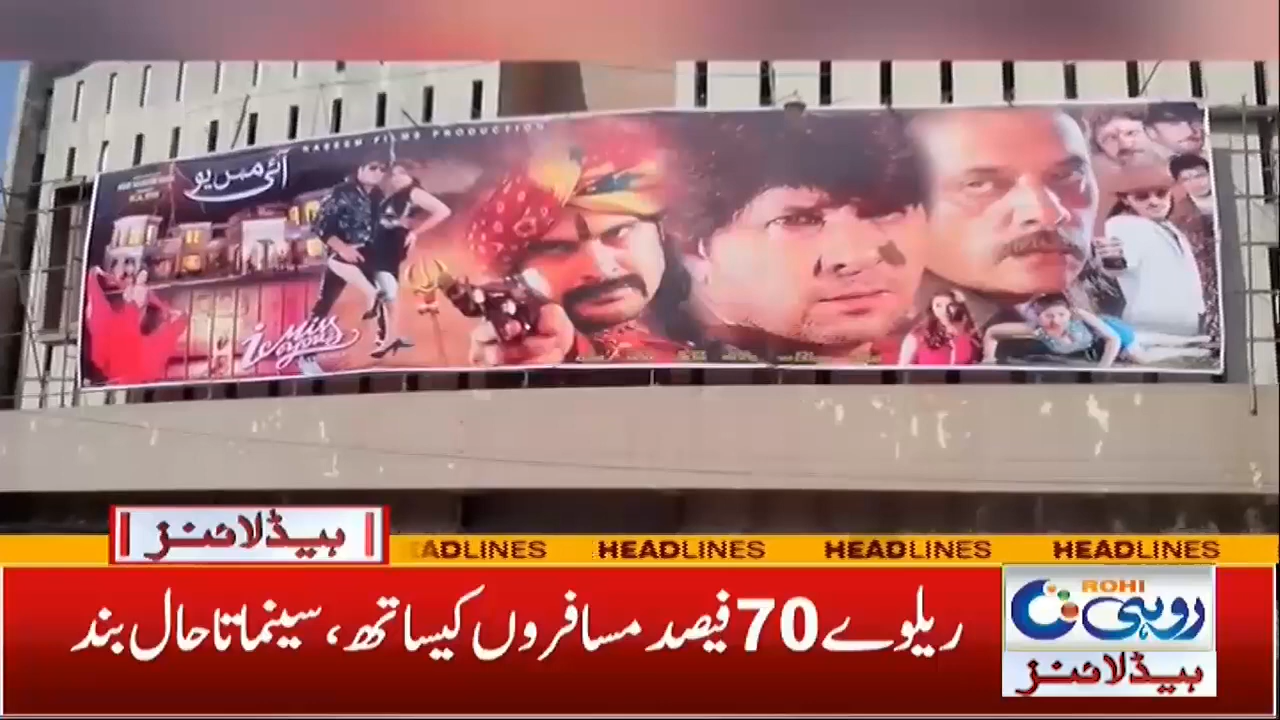 NAEEM FILMS PRODUCTION
آئی مس یو
i Miss you
ہیڈلائنز
HEADLINES HEADLINES HEADLINES HEADLINES
ریلوے 70 فیصد مسافروں کیساتھ، سینما تاحال بند
ROHI
روہی
ہیڈلائنز